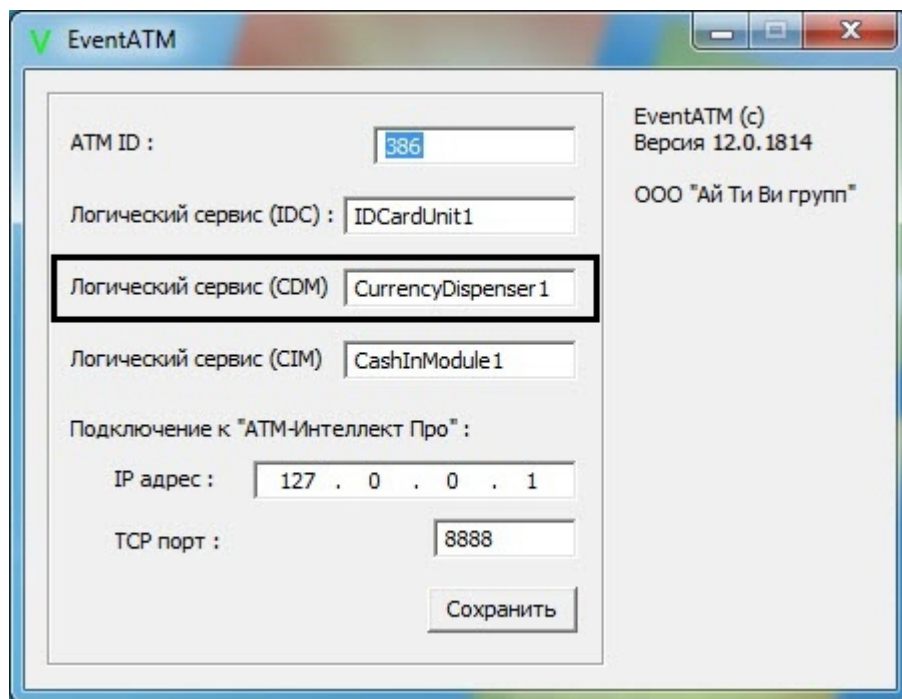 EventATM
ATM ID :
386
Логический сервис (IDC) :
IDCardUnit1
Логический сервис (CDM)
CurrencyDispenser1
Логический сервис (CIM)
CashInModule1
Подключение к "АТМ-Интеллект Про" :
IP адрес :
127 . 0 . 0 . 1
TCP порт :
8888
Сохранить
EventATM (c)
Версия 12.0.1814
ООО "Ай Ти Ви групп"